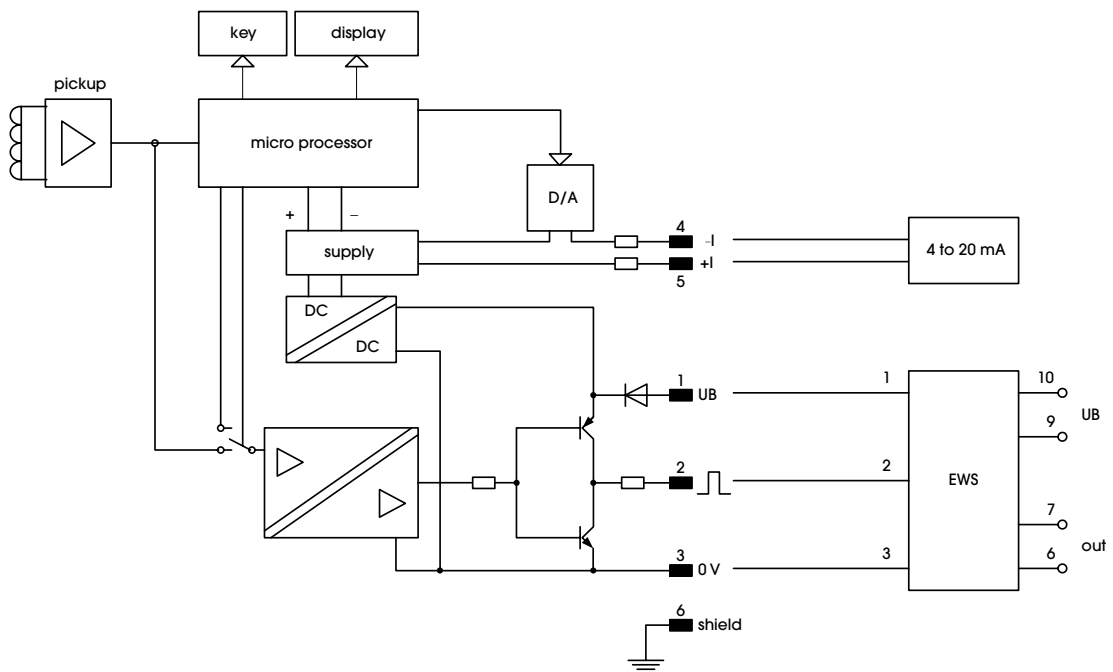 key
display
pickup
micro processor
D/A
+
–
supply
4
–I
+I
5
4 to 20 mA
DC
DC
1
UB
1
10
UB
9
2
2
EWS
7
out
3
0 V
3
6
6
shield